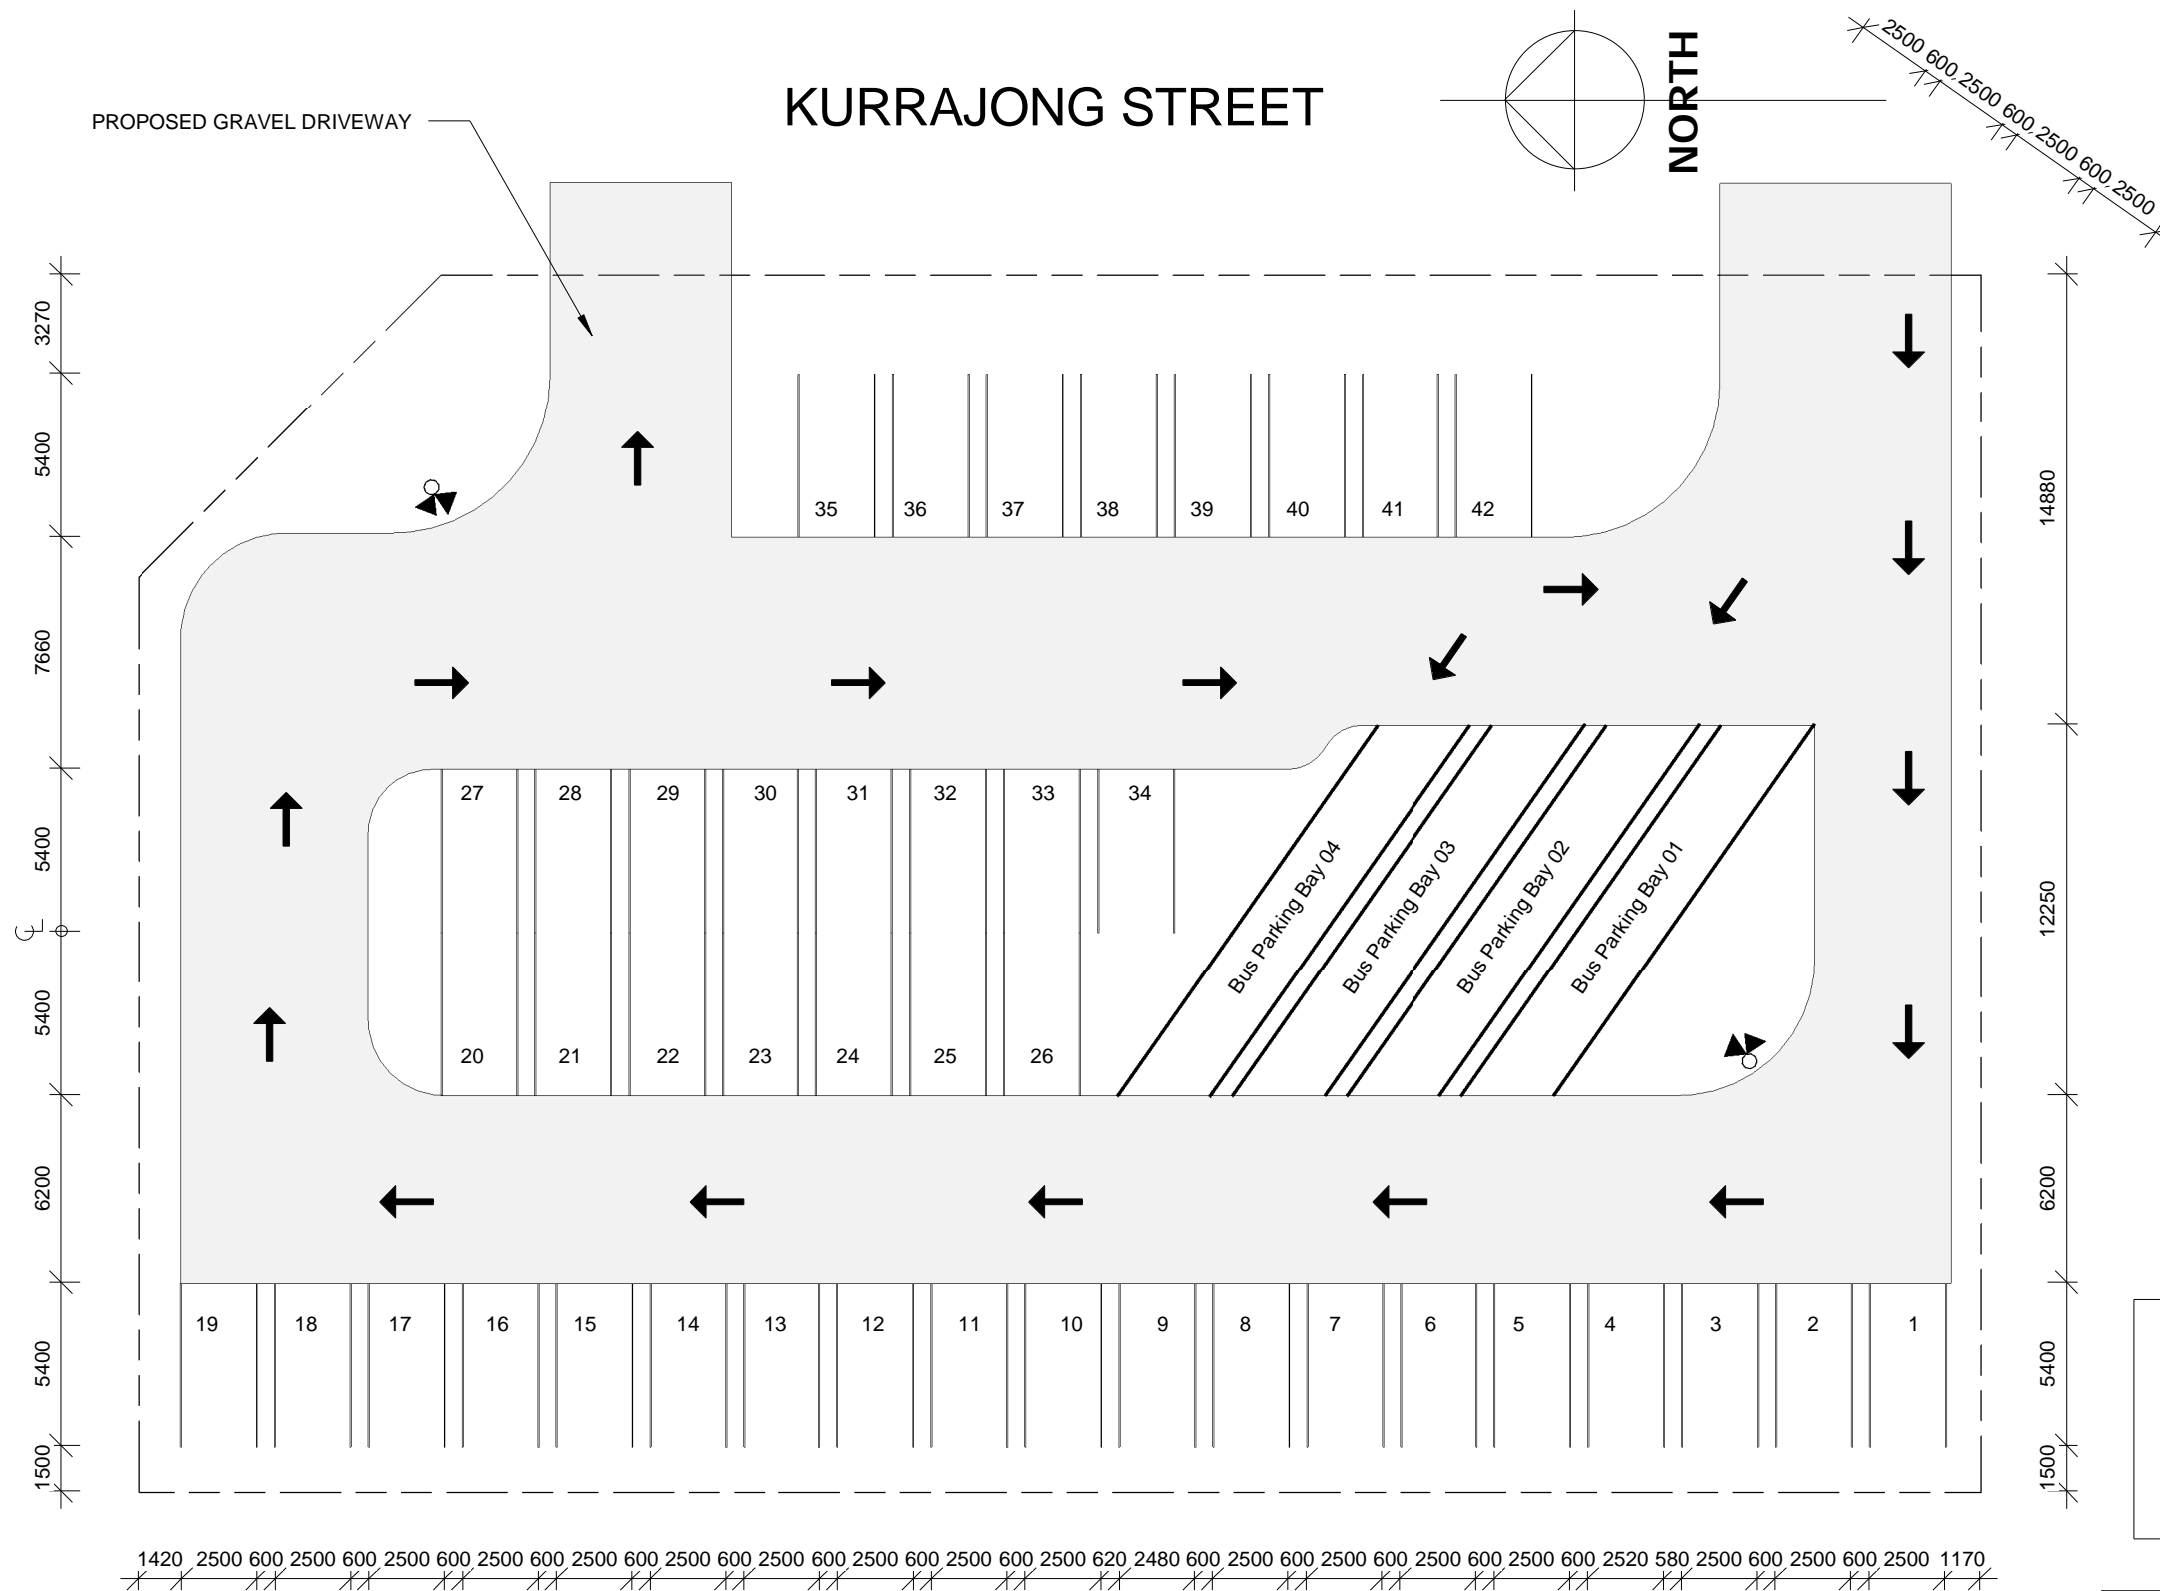 KURRAJONG STREET
NORTH
PROPOSED GRAVEL DRIVEWAY
2500 600 2500 600 2500 600 2500
3270
5400
7660
5400
5400
6200
5400
1500
14880
12250
6200
5400
1500
35 36 37 38 39 40 41 42
27 28 29 30 31 32 33 34
Bus Parking Bay 04
Bus Parking Bay 03
Bus Parking Bay 02
Bus Parking Bay 01
CL
20 21 22 23 24 25 26
19 18 17 16 15 14 13 12 11 10 9 8 7 6 5 4 3 2 1
1420 2500 600 2500 600 2500 600 2500 600 2500 600 2500 600 2500 600 2500 600 2500 600 2500 620 2480 600 2500 600 2500 600 2500 600 2500 600 2520 580 2500 600 2500 600 2500 1170